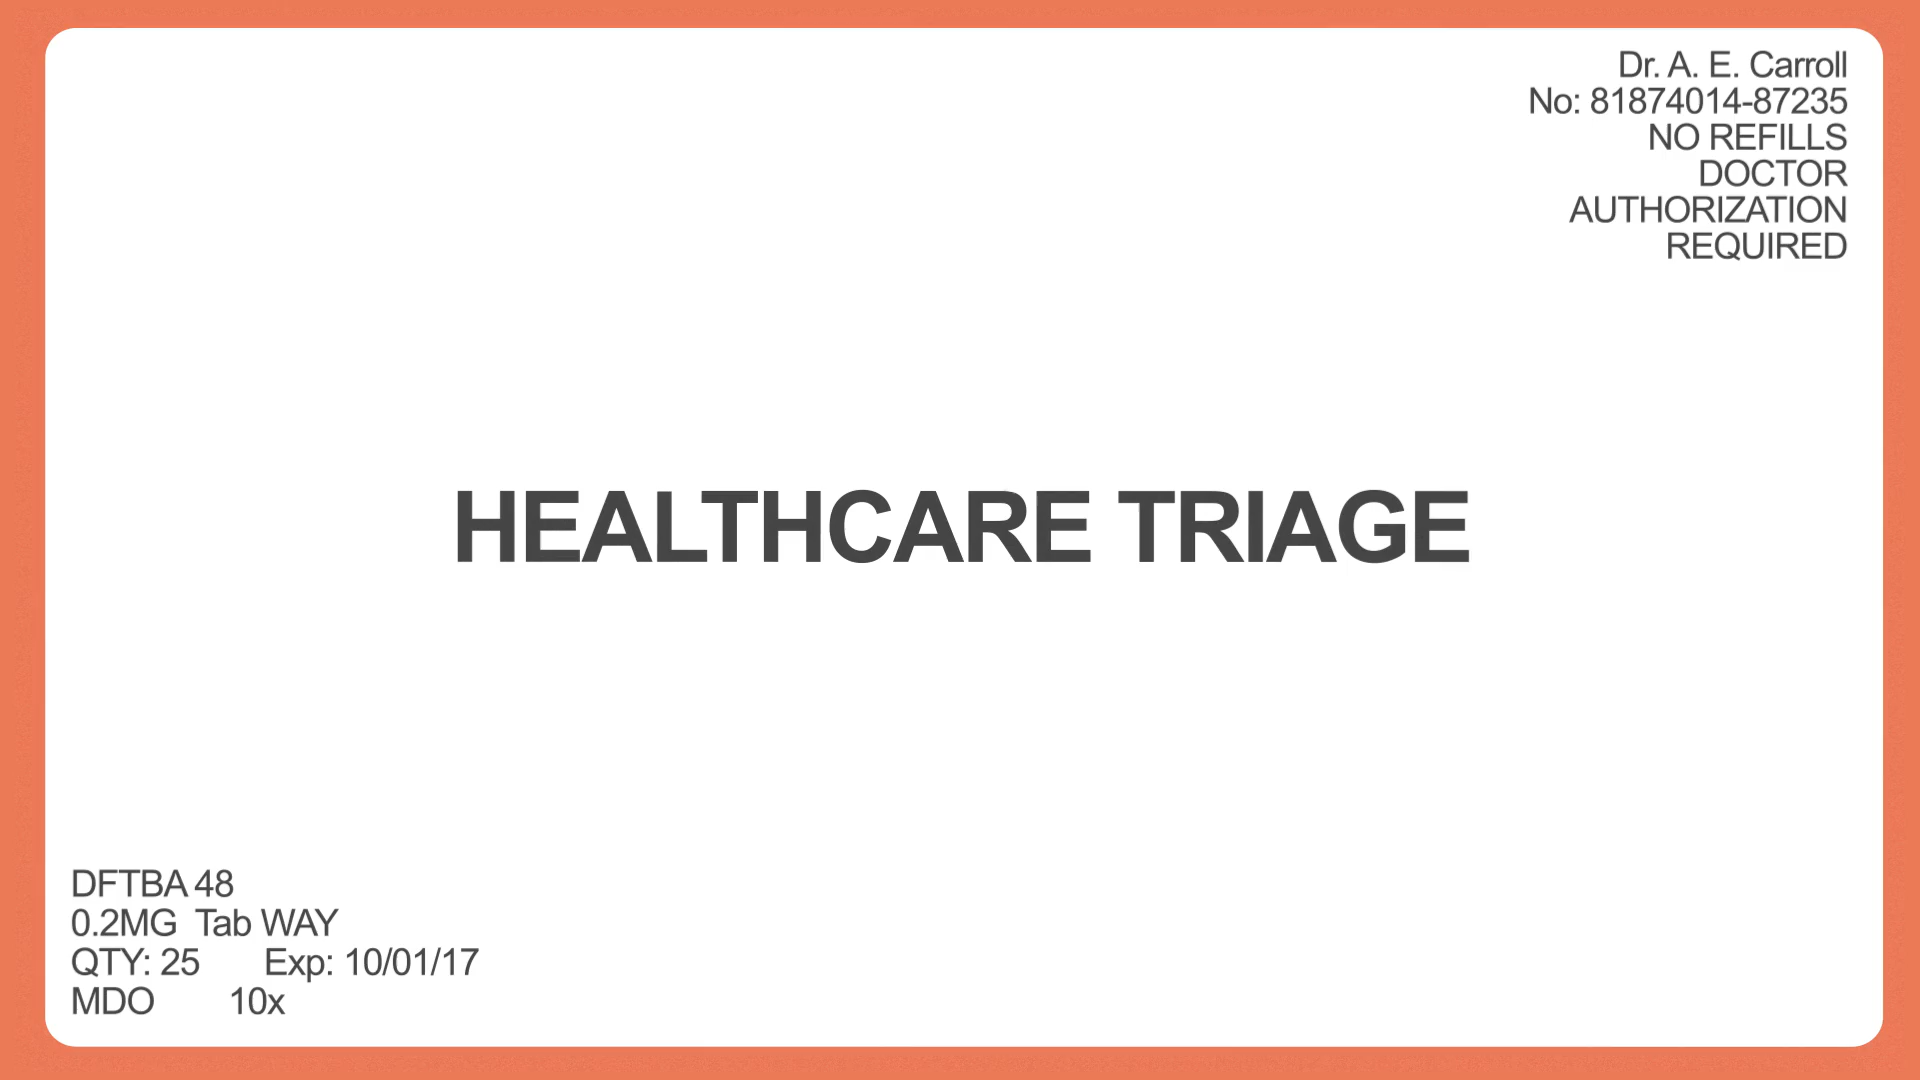 Dr. A. E. Carroll
No: 81874014-87235
NO REFILLS
DOCTOR
AUTHORIZATION
REQUIRED
HEALTHCARE TRIAGE
DFTBA 48
0.2MG Tab WAY
QTY: 25 Exp: 10/01/17
MDO 10x